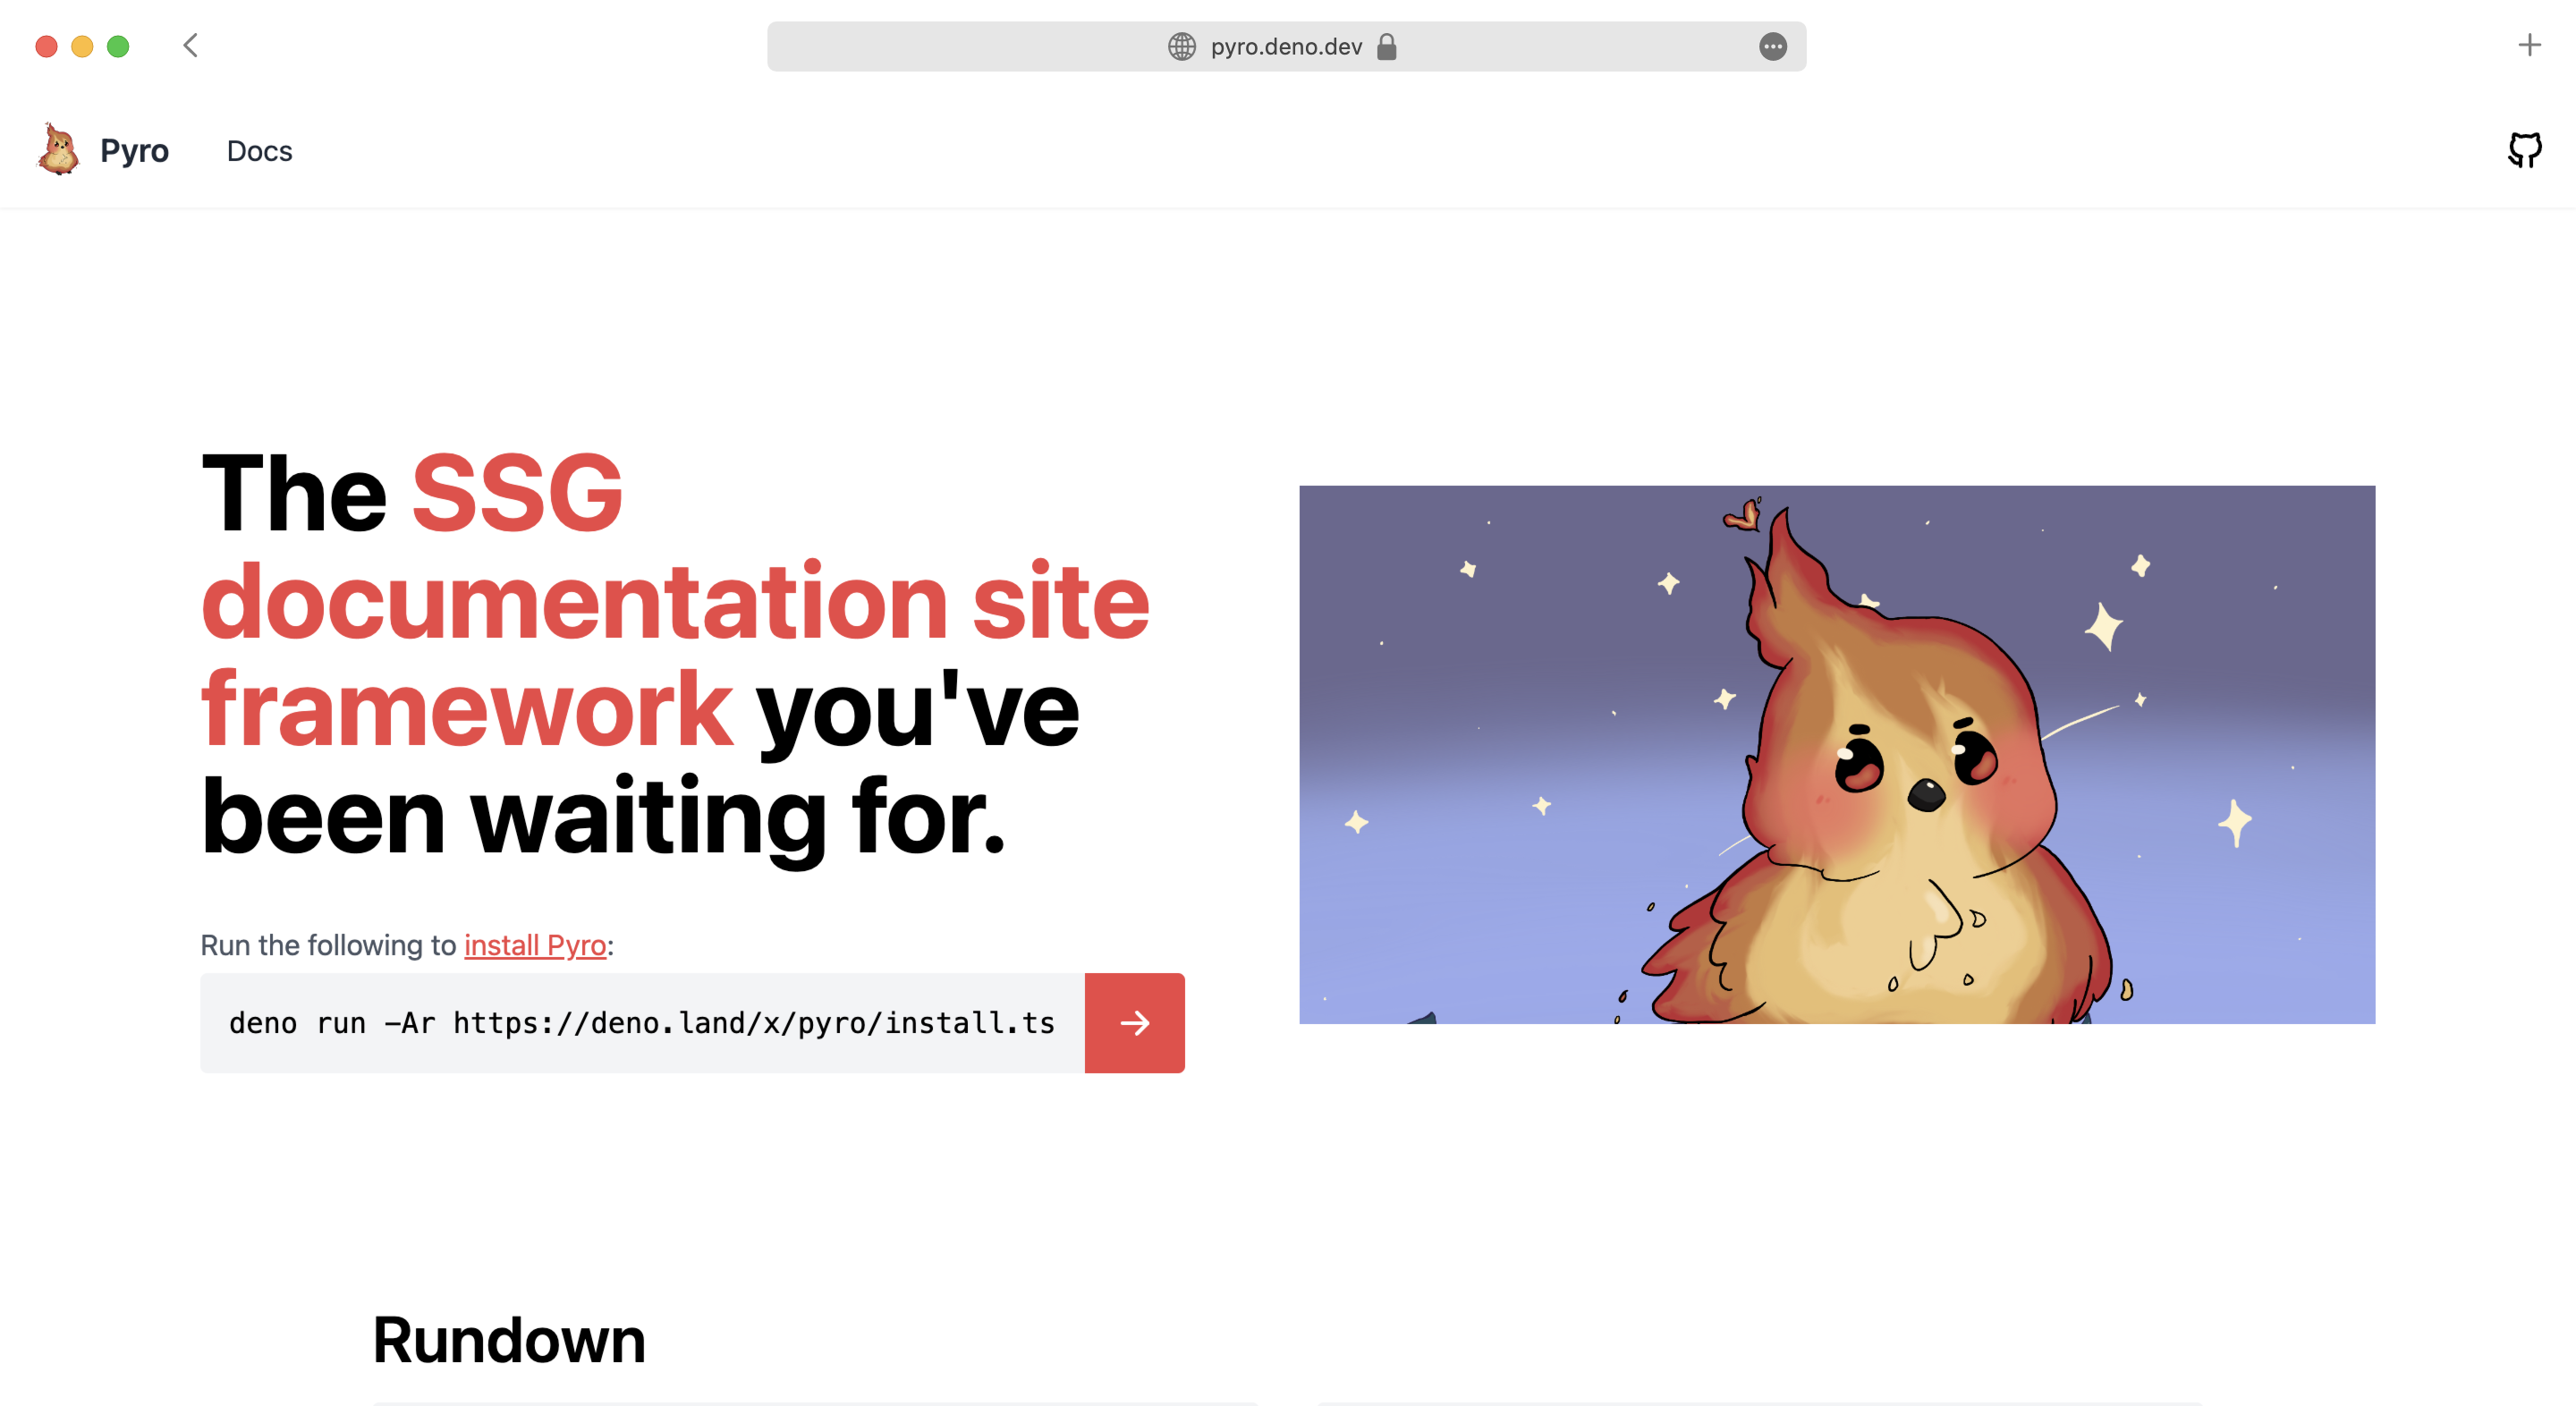 pyro.deno.dev
Pyro
Docs
The SSG
documentation site
framework you've
been waiting for.
Run the following to install Pyro:
deno run -Ar https://deno.land/x/pyro/install.ts
Rundown